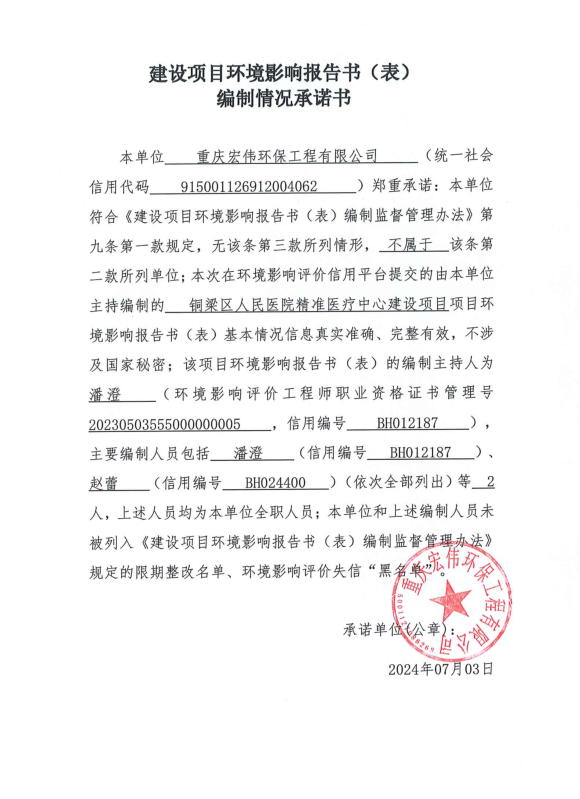 建设项目环境影响报告书（表）
编制情况承诺书
本单位 重庆宏伟环保工程有限公司 （统一社会
信用代码 915001126912004062 ）郑重承诺：本单位
符合《建设项目环境影响报告书（表）编制监督管理办法》第
九条第一款规定，无该条第三款所列情形， 不属于 该条第
二款所列单位；本次在环境影响评价信用平台提交的由本单位
主持编制的 铜梁区人民医院精准医疗中心建设项目项目环
境影响报告书（表）基本情况信息真实准确、完整有效，不涉
及国家秘密；该项目环境影响报告书（表）的编制主持人为
潘澄 （环境影响评价工程师职业资格证书管理号
20230503555000000005 ，信用编号 BH012187 ），
主要编制人员包括 潘澄 （信用编号 BH012187 ）、
赵蕾 （信用编号 BH024400 ）（依次全部列出）等 2
人，上述人员均为本单位全职人员；本单位和上述编制人员未
被列入《建设项目环境影响报告书（表）编制监督管理办法》
规定的限期整改名单、环境影响评价失信“黑名单”。
重庆宏伟环保工程有限公司
承诺单位(公章)：
2024年07月03日